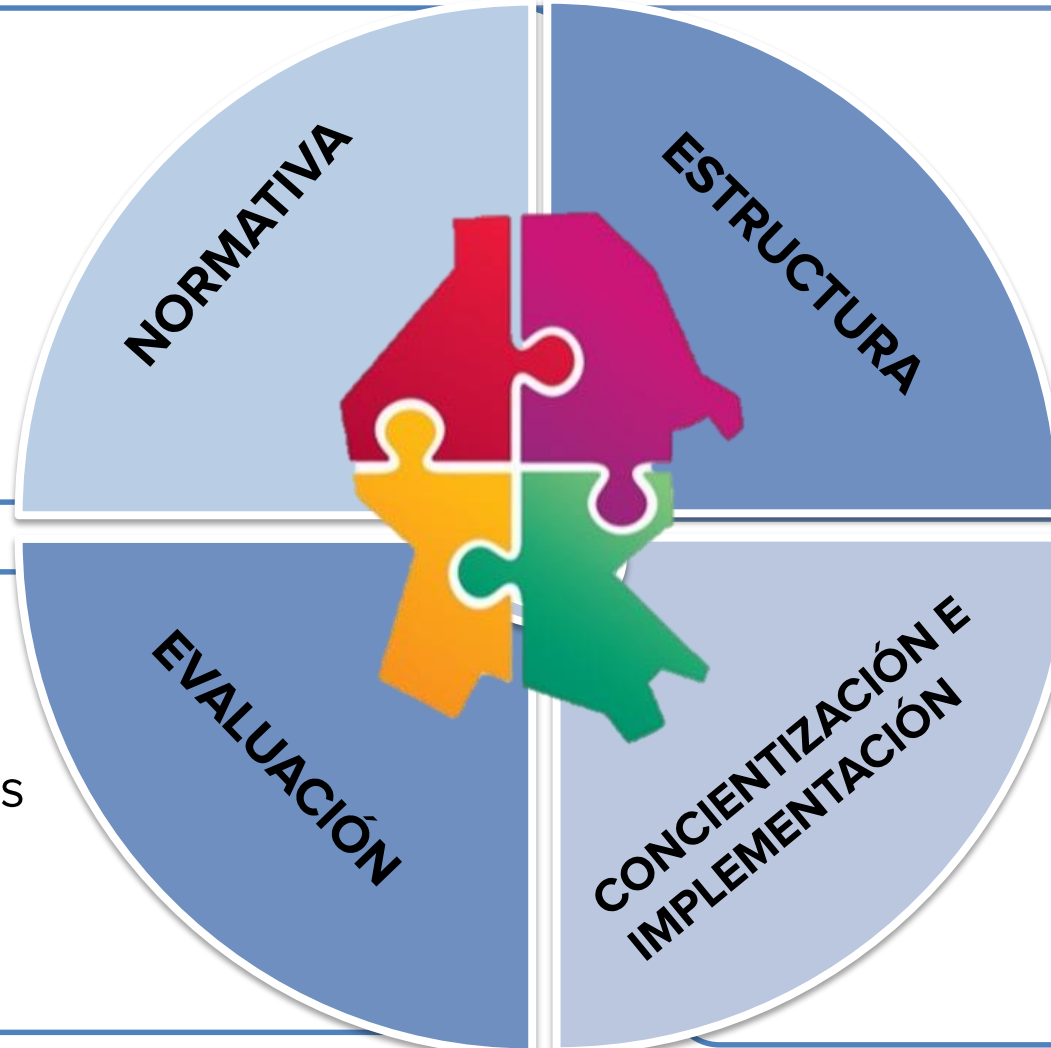 NORMATIVA
ESTRUCTURA
EVALUACIÓN
CONCIENTIZACIÓN E
IMPLEMENTACIÓN
s